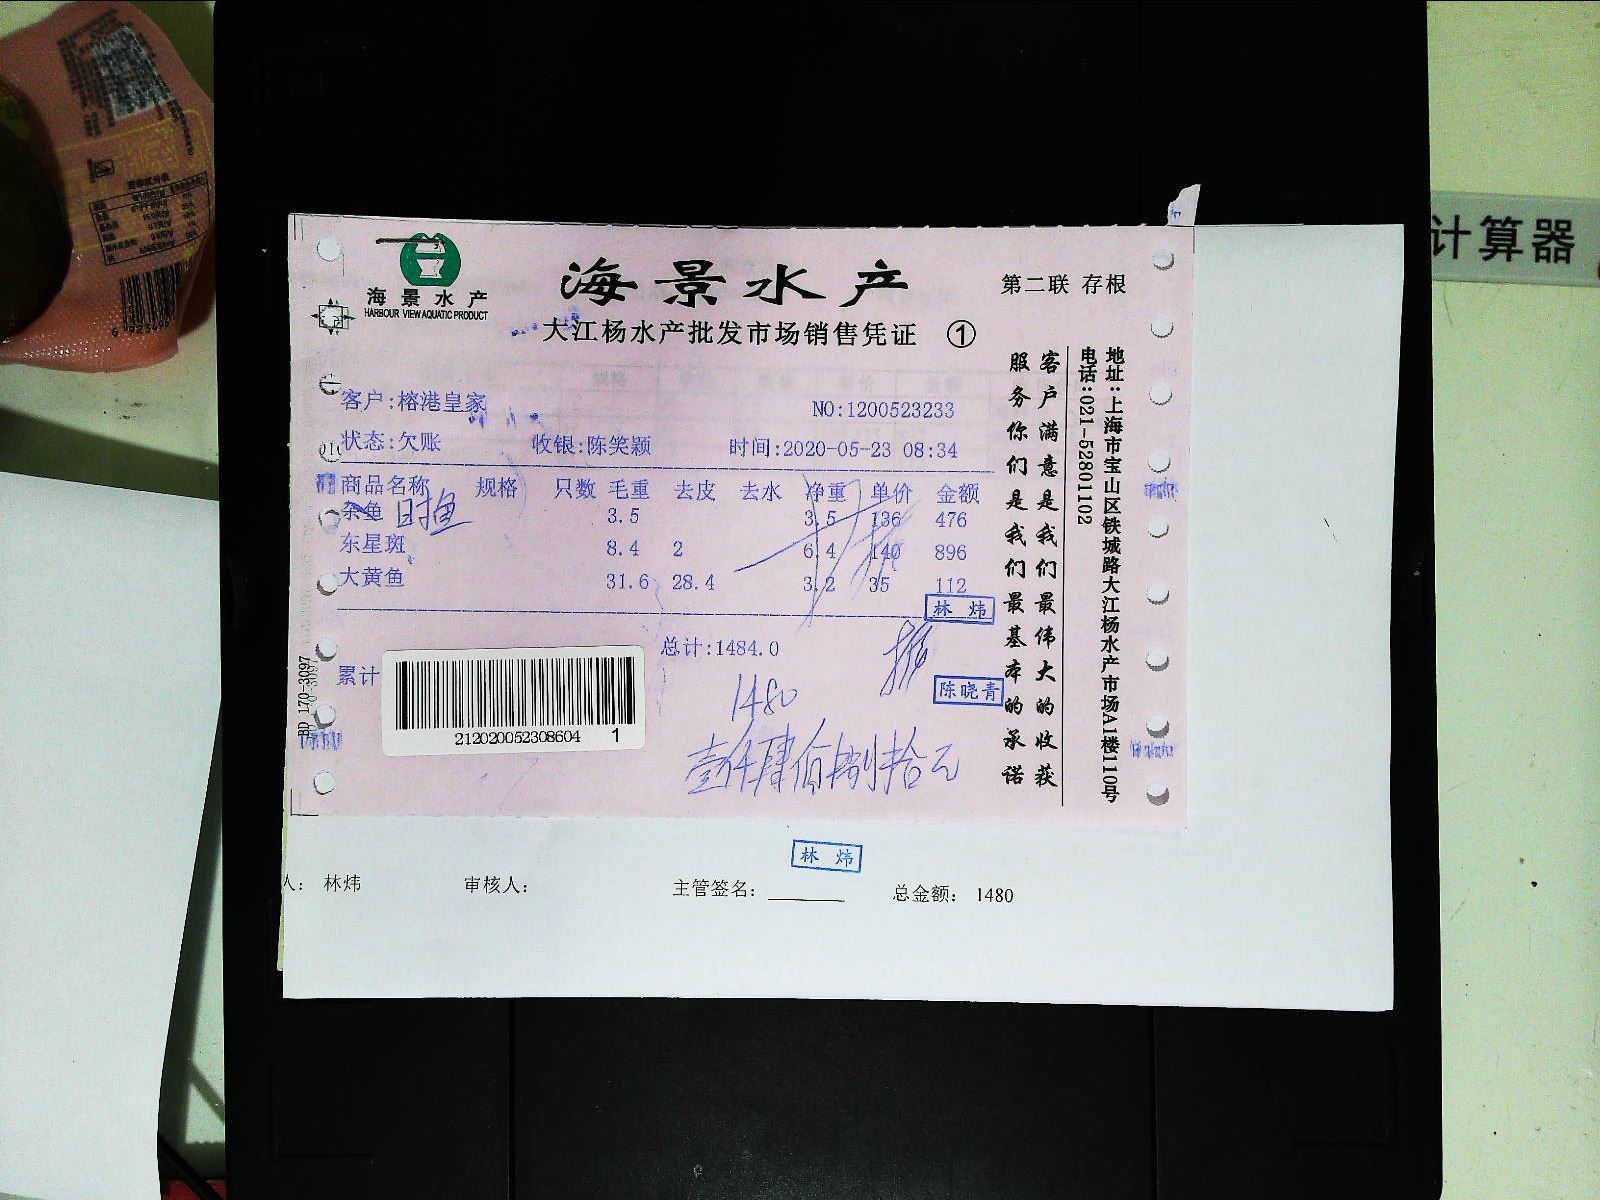 计算器
海景水产
HARBOUR VIEW AQUATIC PRODUCT
海景水产
第二联 存根
大江杨水产批发市场销售凭证 ①
客户:榕港皇家
NO:1200523233
状态:欠账 收银:陈笑颖 时间:2020-05-23 08:34
商品名称 规格 只数 毛重 去皮 去水 净重 单价 金额
杂鱼 3.5 3.5 136 476
东星斑 8.4 2 6.4 140 896
大黄鱼 31.6 28.4 3.2 35 112
林炜
总计:1484.0
累计
陈晓青
1480
壹仟肆佰捌拾元
212020052308604 1
BD 170-3097
客户满意是我们最伟大的收获
服务你们是我们最基本的承诺
地址:上海市宝山区铁城路大江杨水产市场A1楼110号
电话:021-52801102
林炜
人: 林炜 审核人: 主管签名: 总金额: 1480